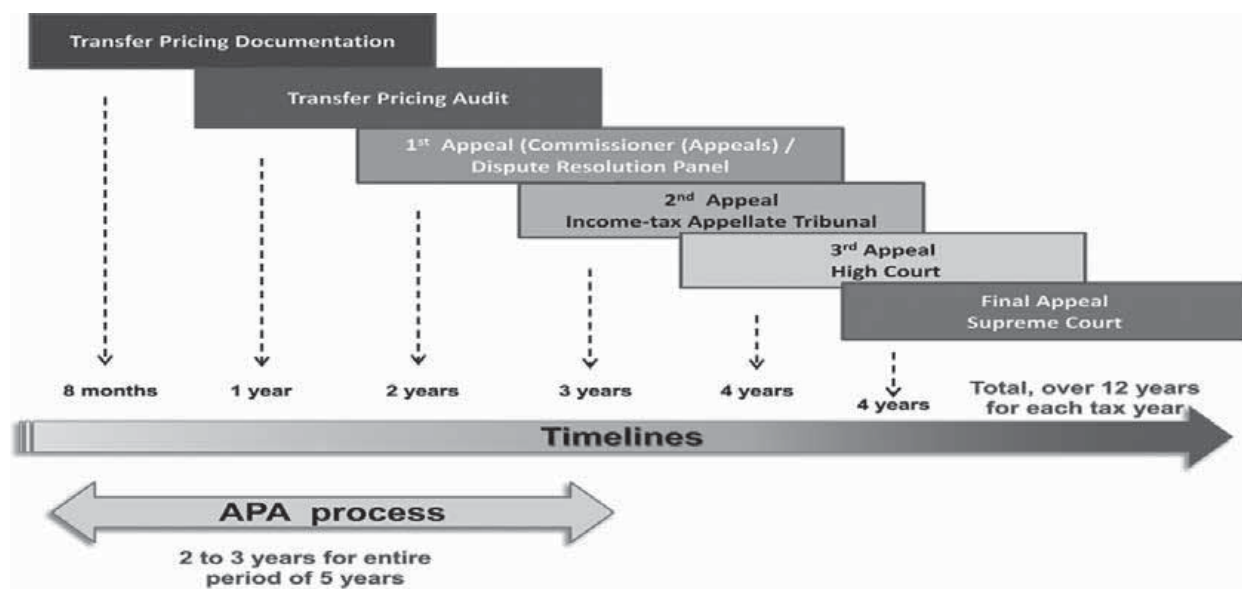 Transfer Pricing Documentation
Transfer Pricing Audit
1st Appeal (Commissioner (Appeals) /
Dispute Resolution Panel
2nd Appeal
Income-tax Appellate Tribunal
3rd Appeal
High Court
Final Appeal
Supreme Court
8 months
1 year
2 years
3 years
4 years
4 years
Total, over 12 years
for each tax year
Timelines
APA process
2 to 3 years for entire
period of 5 years